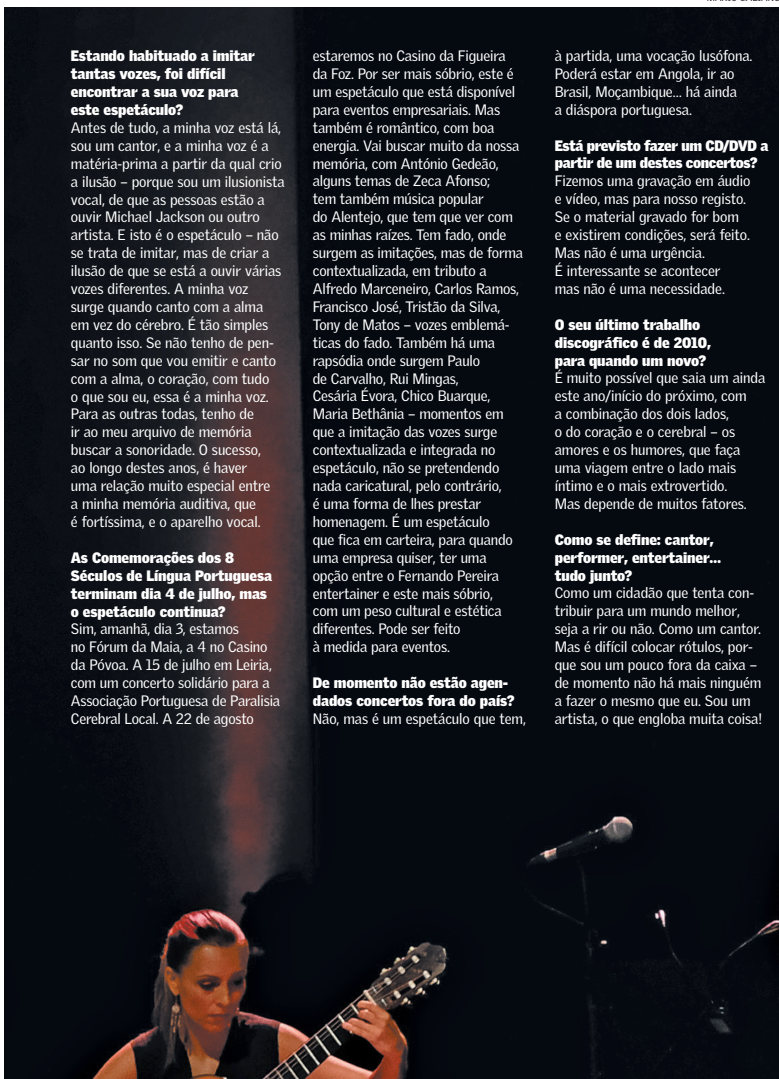 Estando habituado a imitar
tantas vozes, foi difícil
encontrar a sua voz para
este espetáculo?
Antes de tudo, a minha voz está lá,
sou um cantor, e a minha voz é a
matéria-prima a partir da qual crio
a ilusão – porque sou um ilusionista
vocal, de que as pessoas estão a
ouvir Michael Jackson ou outro
artista. E isto é o espetáculo – não
se trata de imitar, mas de criar a
ilusão de que se está a ouvir várias
vozes diferentes. A minha voz
surge quando canto com a alma
em vez do cérebro. É tão simples
quanto isso. Se não tenho de pen-
sar no som que vou emitir e canto
com a alma, o coração, com tudo
o que sou eu, essa é a minha voz.
Para as outras todas, tenho de
ir ao meu arquivo de memória
buscar a sonoridade. O sucesso,
ao longo destes anos, é haver
uma relação muito especial entre
a minha memória auditiva, que
é fortíssima, e o aparelho vocal.
As Comemorações dos 8
Séculos de Língua Portuguesa
terminam dia 4 de julho, mas
o espetáculo continua?
Sim, amanhã, dia 3, estamos
no Fórum da Maia, a 4 no Casino
da Póvoa. A 15 de julho em Leiria,
com um concerto solidário para a
Associação Portuguesa de Paralisia
Cerebral Local. A 22 de agosto
estaremos no Casino da Figueira
da Foz. Por ser mais sóbrio, este é
um espetáculo que está disponível
para eventos empresariais. Mas
também é romântico, com boa
energia. Vai buscar muito da nossa
memória, com António Gedeão,
alguns temas de Zeca Afonso;
tem também música popular
do Alentejo, que tem que ver com
as minhas raízes. Tem fado, onde
surgem as imitações, mas de forma
contextualizada, em tributo a
Alfredo Marceneiro, Carlos Ramos,
Francisco José, Tristão da Silva,
Tony de Matos – vozes emblemá-
ticas do fado. Também há uma
rapsódia onde surgem Paulo
de Carvalho, Rui Mingas,
Cesária Évora, Chico Buarque,
Maria Bethânia – momentos em
que a imitação das vozes surge
contextualizada e integrada no
espetáculo, não se pretendendo
nada caricatural, pelo contrário,
é uma forma de lhes prestar
homenagem. É um espetáculo
que fica em carteira, para quando
uma empresa quiser, ter uma
opção entre o Fernando Pereira
entertainer e este mais sóbrio,
com um peso cultural e estética
diferentes. Pode ser feito
à medida para eventos.
De momento não estão agen-
dados concertos fora do país?
Não, mas é um espetáculo que tem,
à partida, uma vocação lusófona.
Poderá estar em Angola, ir ao
Brasil, Moçambique... há ainda
a diáspora portuguesa.
Está previsto fazer um CD/DVD a
partir de um destes concertos?
Fizemos uma gravação em áudio
e vídeo, mas para nosso registo.
Se o material gravado for bom
e existirem condições, será feito.
Mas não é uma urgência.
É interessante se acontecer
mas não é uma necessidade.
O seu último trabalho
discográfico é de 2010,
para quando um novo?
É muito possível que saia um ainda
este ano/início do próximo, com
a combinação dos dois lados,
o do coração e o cerebral – os
amores e os humores, que faça
uma viagem entre o lado mais
íntimo e o mais extrovertido.
Mas depende de muitos fatores.
Como se define: cantor,
performer, entertainer...
tudo junto?
Como um cidadão que tenta con-
tribuir para um mundo melhor,
seja a rir ou não. Como um cantor.
Mas é difícil colocar rótulos, por-
que sou um pouco fora da caixa –
de momento não há mais ninguém
a fazer o mesmo que eu. Sou um
artista, o que engloba muita coisa!